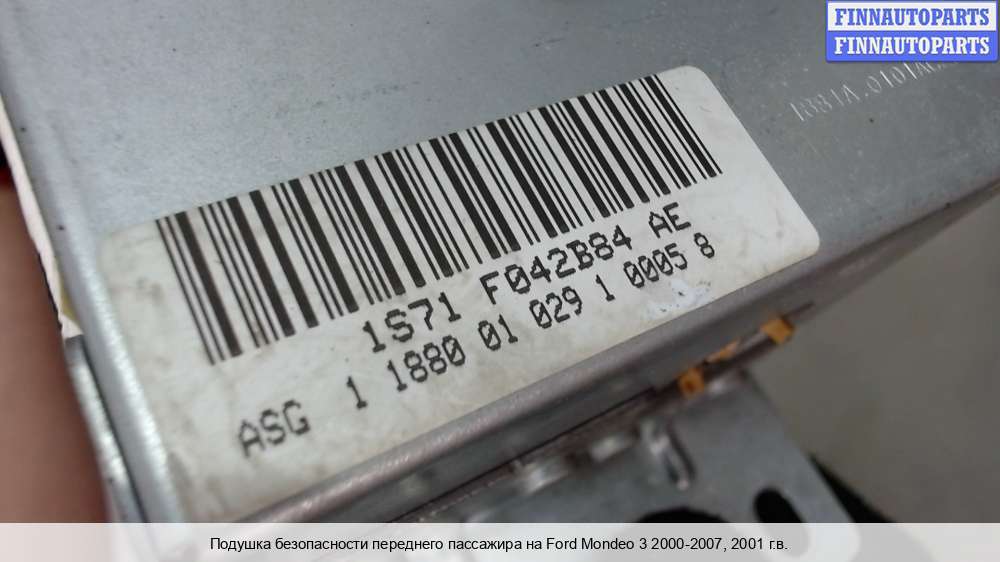 FINNAUTOPARTS
FINNAUTOPARTS
1S71 F042B84 AE
ASG 1 1880 01 029 1 0005 8
Подушка безопасности переднего пассажира на Ford Mondeo 3 2000-2007, 2001 г.в.